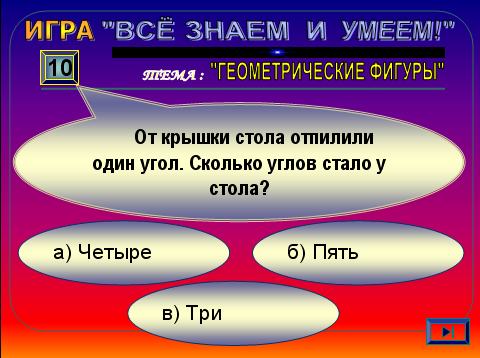 ИГРА "ВСЁ ЗНАЕМ И УМЕЕМ!"
10
ТЕМА : "ГЕОМЕТРИЧЕСКИЕ ФИГУРЫ"
От крышки стола отпилили
один угол. Сколько углов стало у
стола?
а) Четыре
б) Пять
в) Три